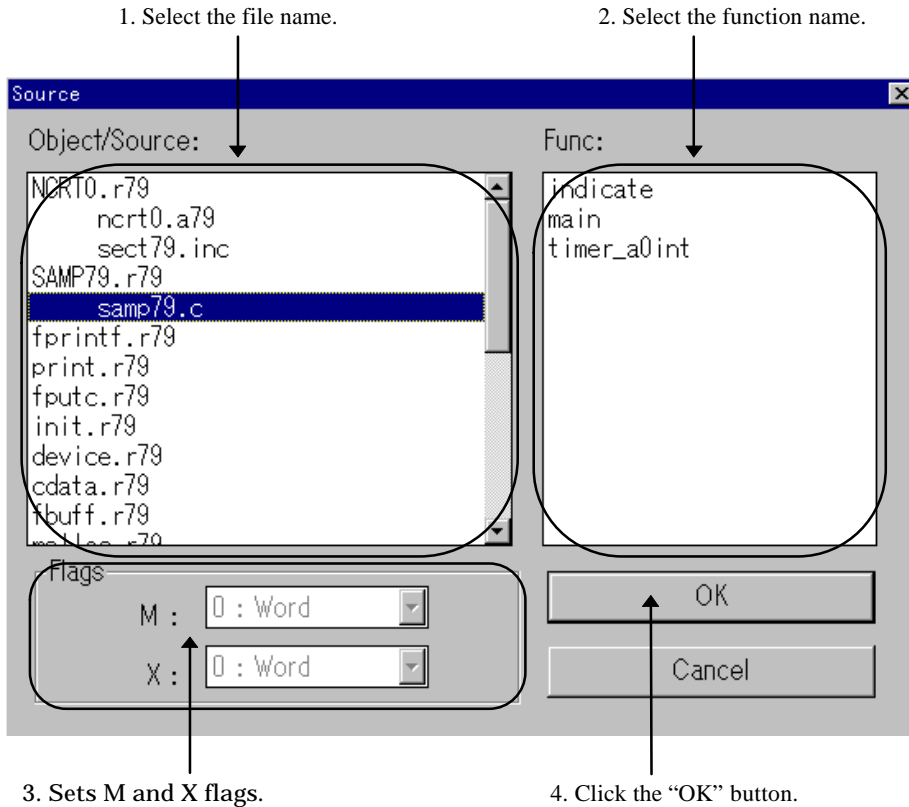 1. Select the file name.
2. Select the function name.
Source
Object/Source:
Func:
NCRT0.r79
ncrt0.a79
sect79.inc
SAMP79.r79
samp79.c
fprintf.r79
print.r79
fputc.r79
init.r79
device.r79
cdata.r79
fbuff.r79
indicate
main
timer_a0int
Flags
M : 0 : Word
X : 0 : Word
OK
Cancel
3. Sets M and X flags.
4. Click the “OK” button.